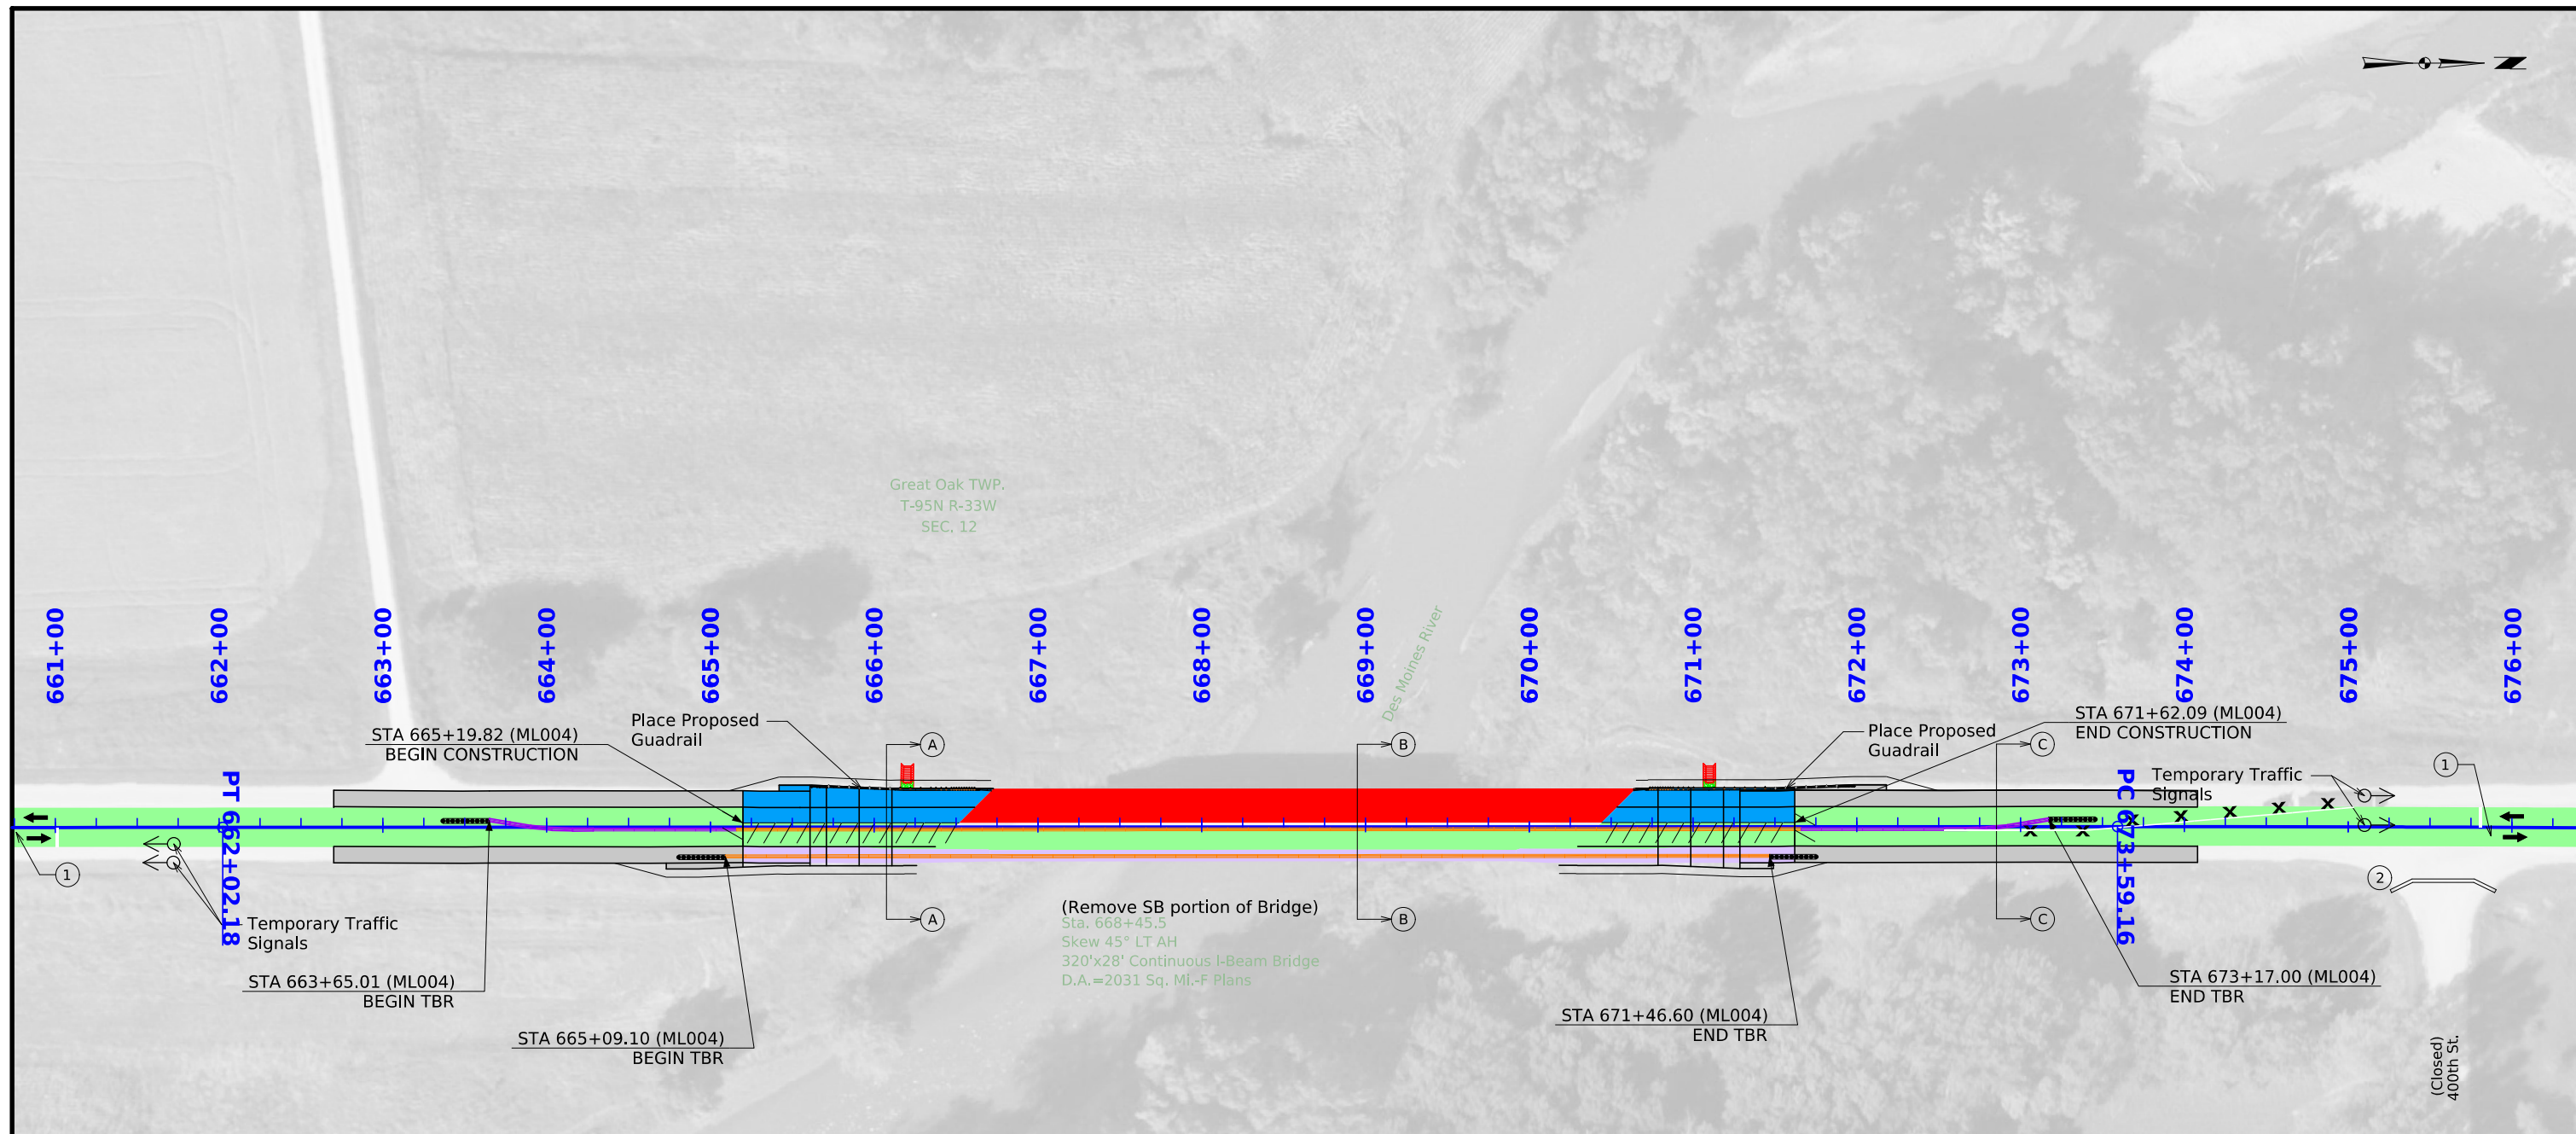 Great Oak TWP.
T-95N R-33W
SEC. 12
Des Moines River
661+00
662+00
663+00
664+00
665+00
666+00
667+00
668+00
669+00
670+00
671+00
672+00
673+00
674+00
675+00
676+00
STA 665+19.82 (ML004)
BEGIN CONSTRUCTION
Place Proposed
Guadrail
A
B
Place Proposed
Guadrail
STA 671+62.09 (ML004)
END CONSTRUCTION
C
Temporary Traffic
Signals
1
PT 662+02.18
PC 673+59.16
X
X
X
X
X
X
X
1
2
Temporary Traffic
Signals
A
(Remove SB portion of Bridge)
Sta. 668+45.5
Skew 45° LT AH
320'x28' Continuous I-Beam Bridge
D.A.=2031 Sq. Mi.-F Plans
B
C
STA 663+65.01 (ML004)
BEGIN TBR
STA 665+09.10 (ML004)
BEGIN TBR
STA 671+46.60 (ML004)
END TBR
STA 673+17.00 (ML004)
END TBR
(Closed)
400th St.